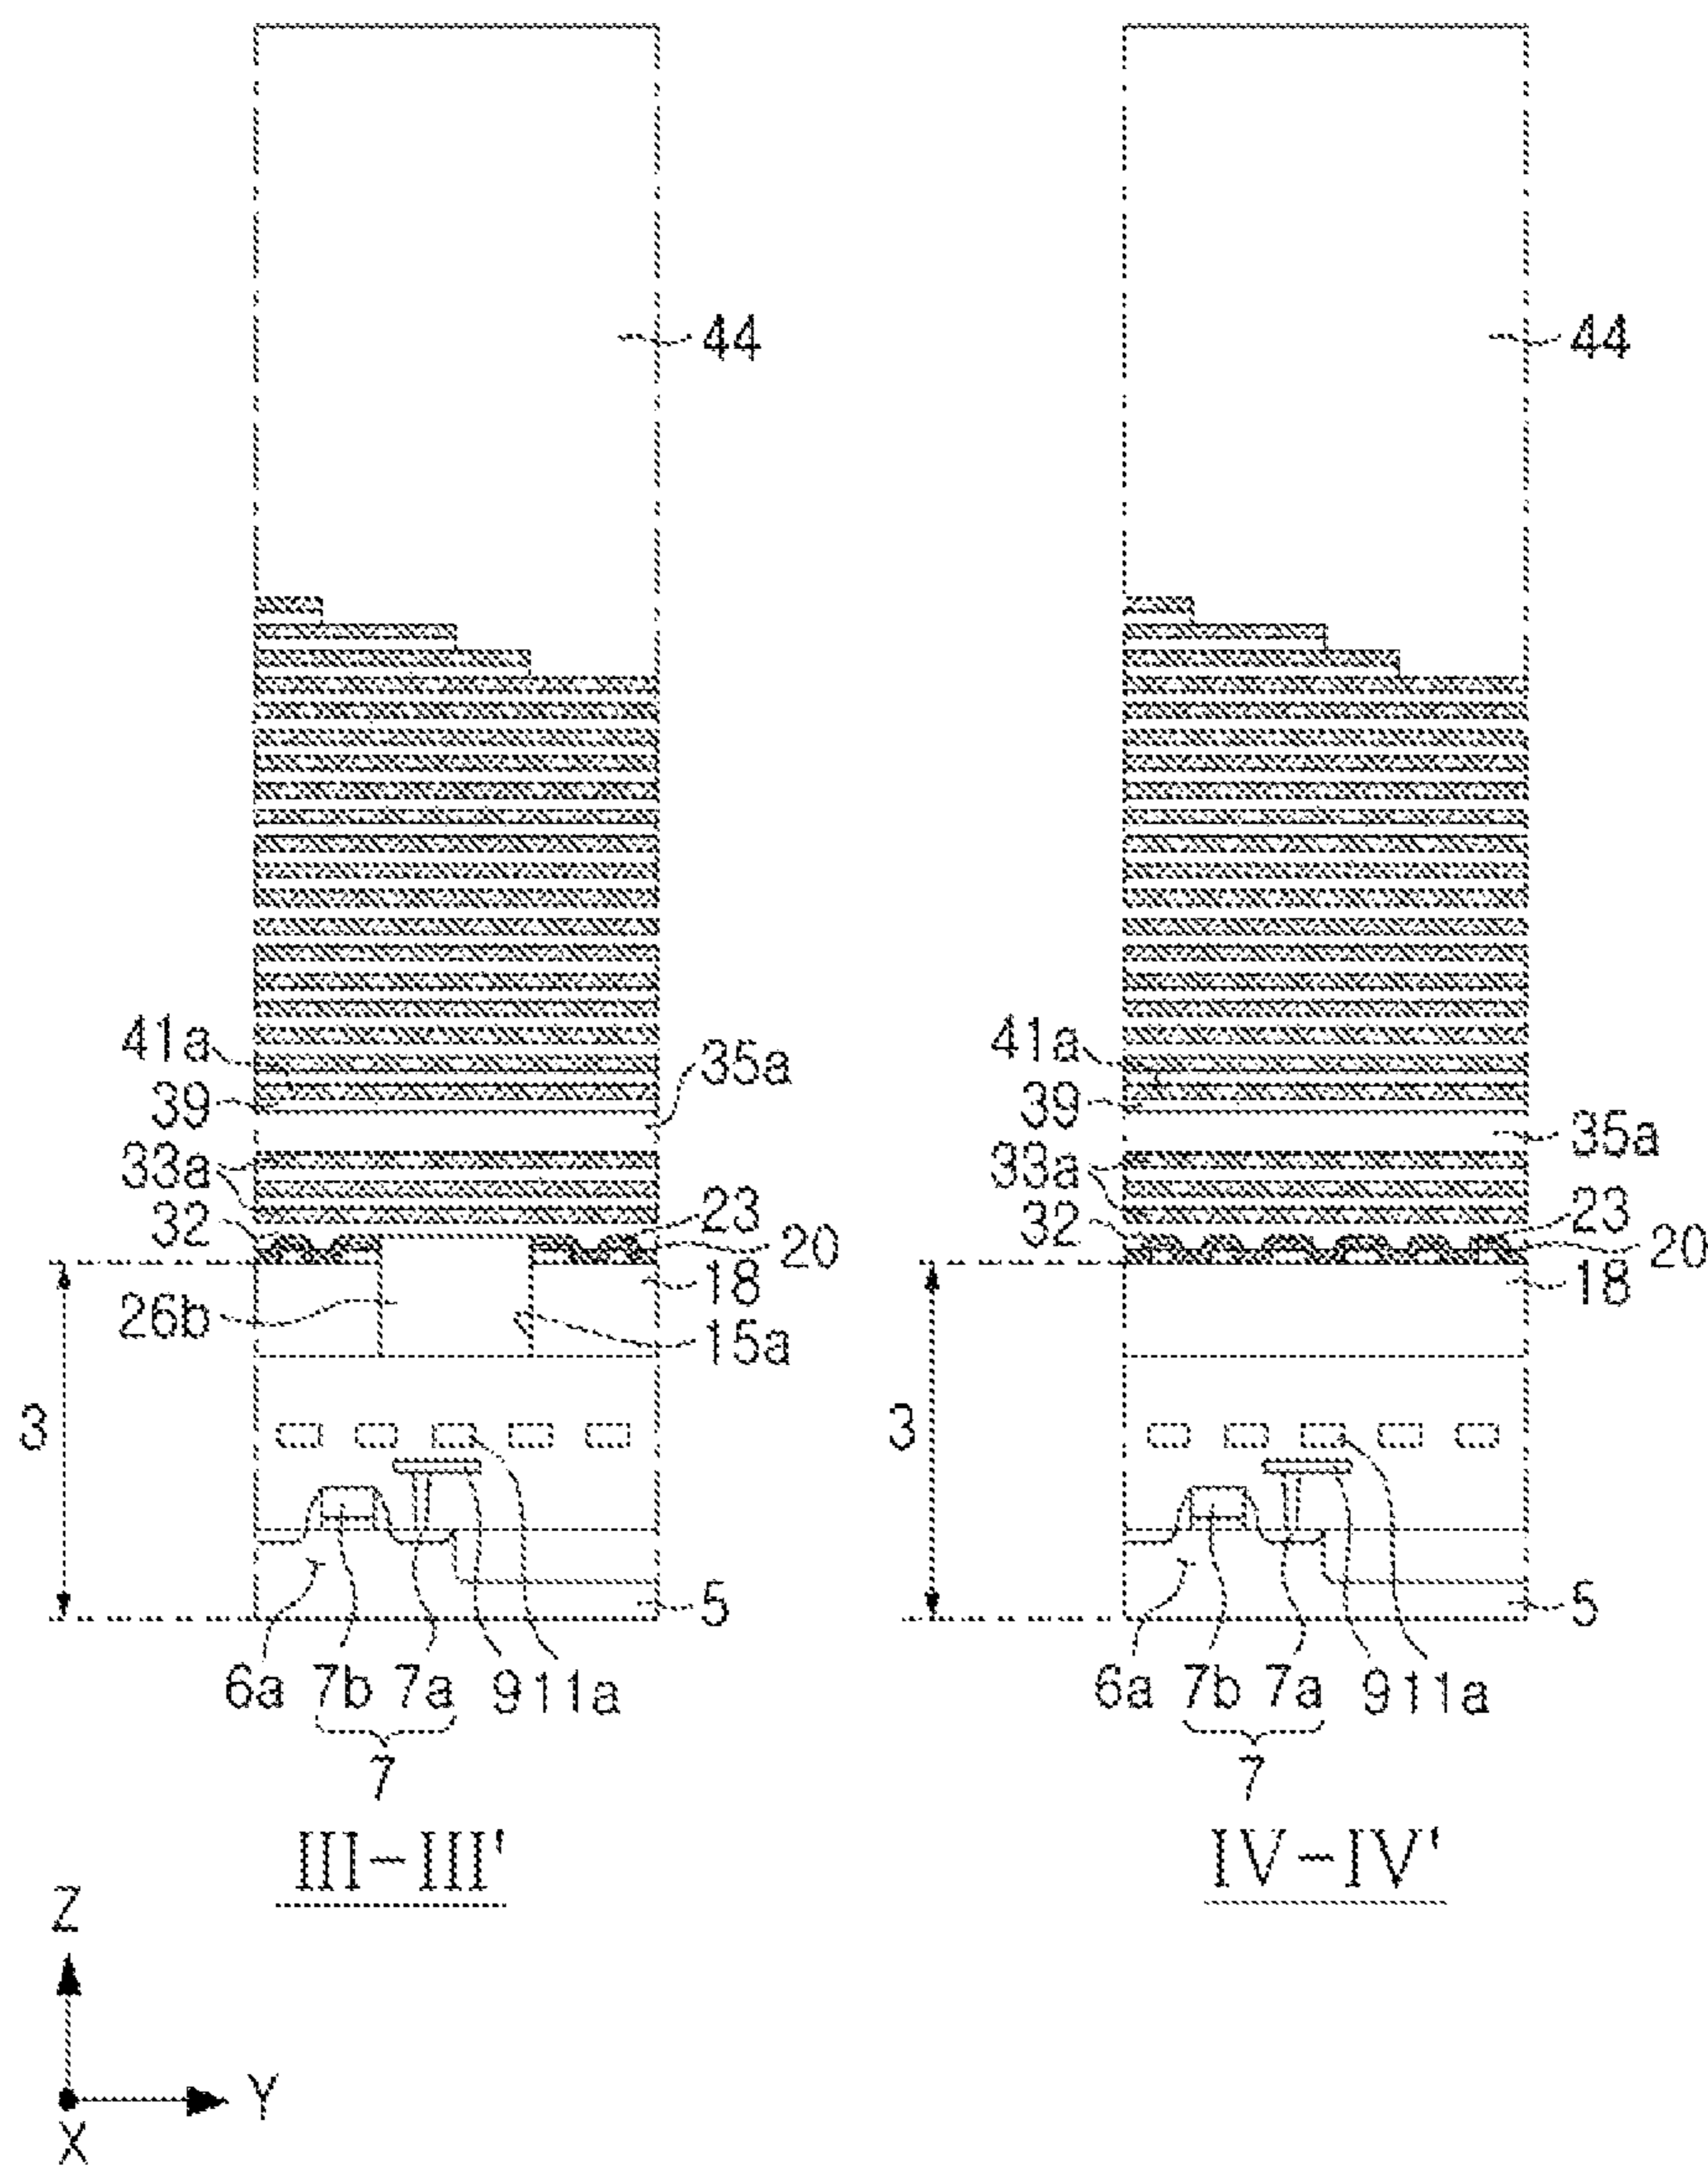 44 44
41a 35a 41a
39 39 35a
33a 33a
32 23 32 23
20 20
26b 18 18
15a
3 3
5 5
6a 7b 7a 9 11a 6a 7b 7a 9 11a
7 7
III-III' IV-IV'
Z
Y
X